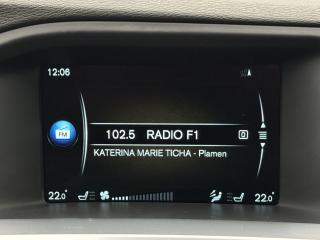 12:06
FM
102.5 RADIO F1
KATERINA MARIE TICHA - Plamen
22.0° 22.0°